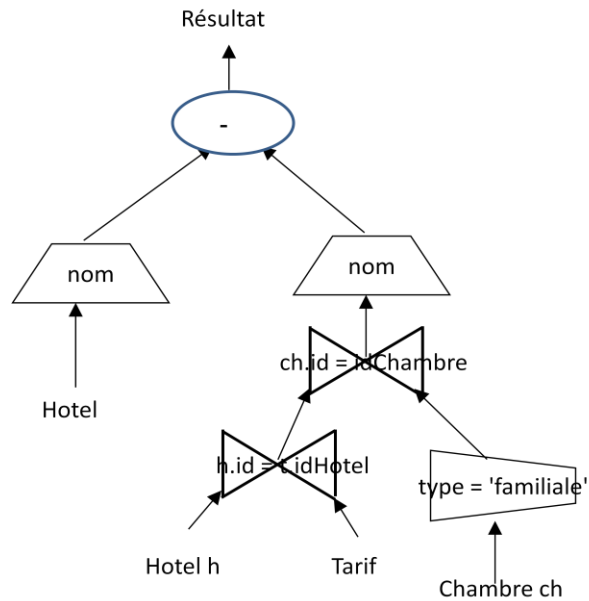 Résultat
-
nom
nom
ch.id = idChambre
Hotel
h.id = t.idHotel
type = 'familiale'
Hotel h
Tarif
Chambre ch